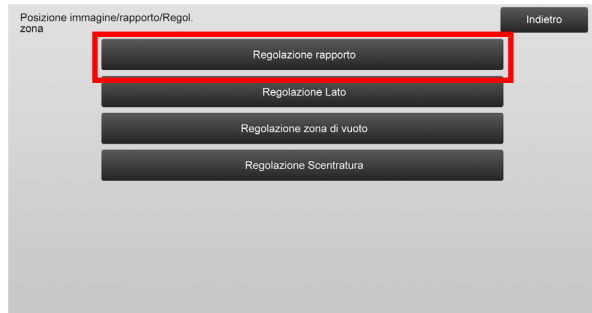 Posizione immagine/rapporto/Regol.
zona
Indietro
Regolazione rapporto
Regolazione Lato
Regolazione zona di vuoto
Regolazione Scentratura